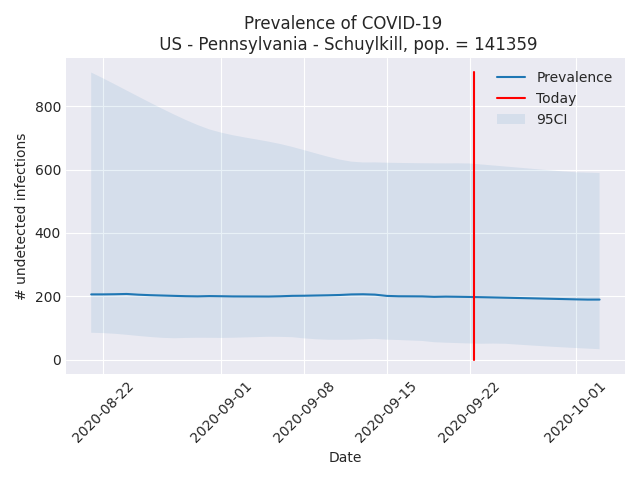 Prevalence of COVID-19
US - Pennsylvania - Schuylkill, pop. = 141359
Prevalence
Today
95CI
# undetected infections
800
600
400
200
0
2020-08-22
2020-09-01
2020-09-08
2020-09-15
2020-09-22
2020-10-01
Date